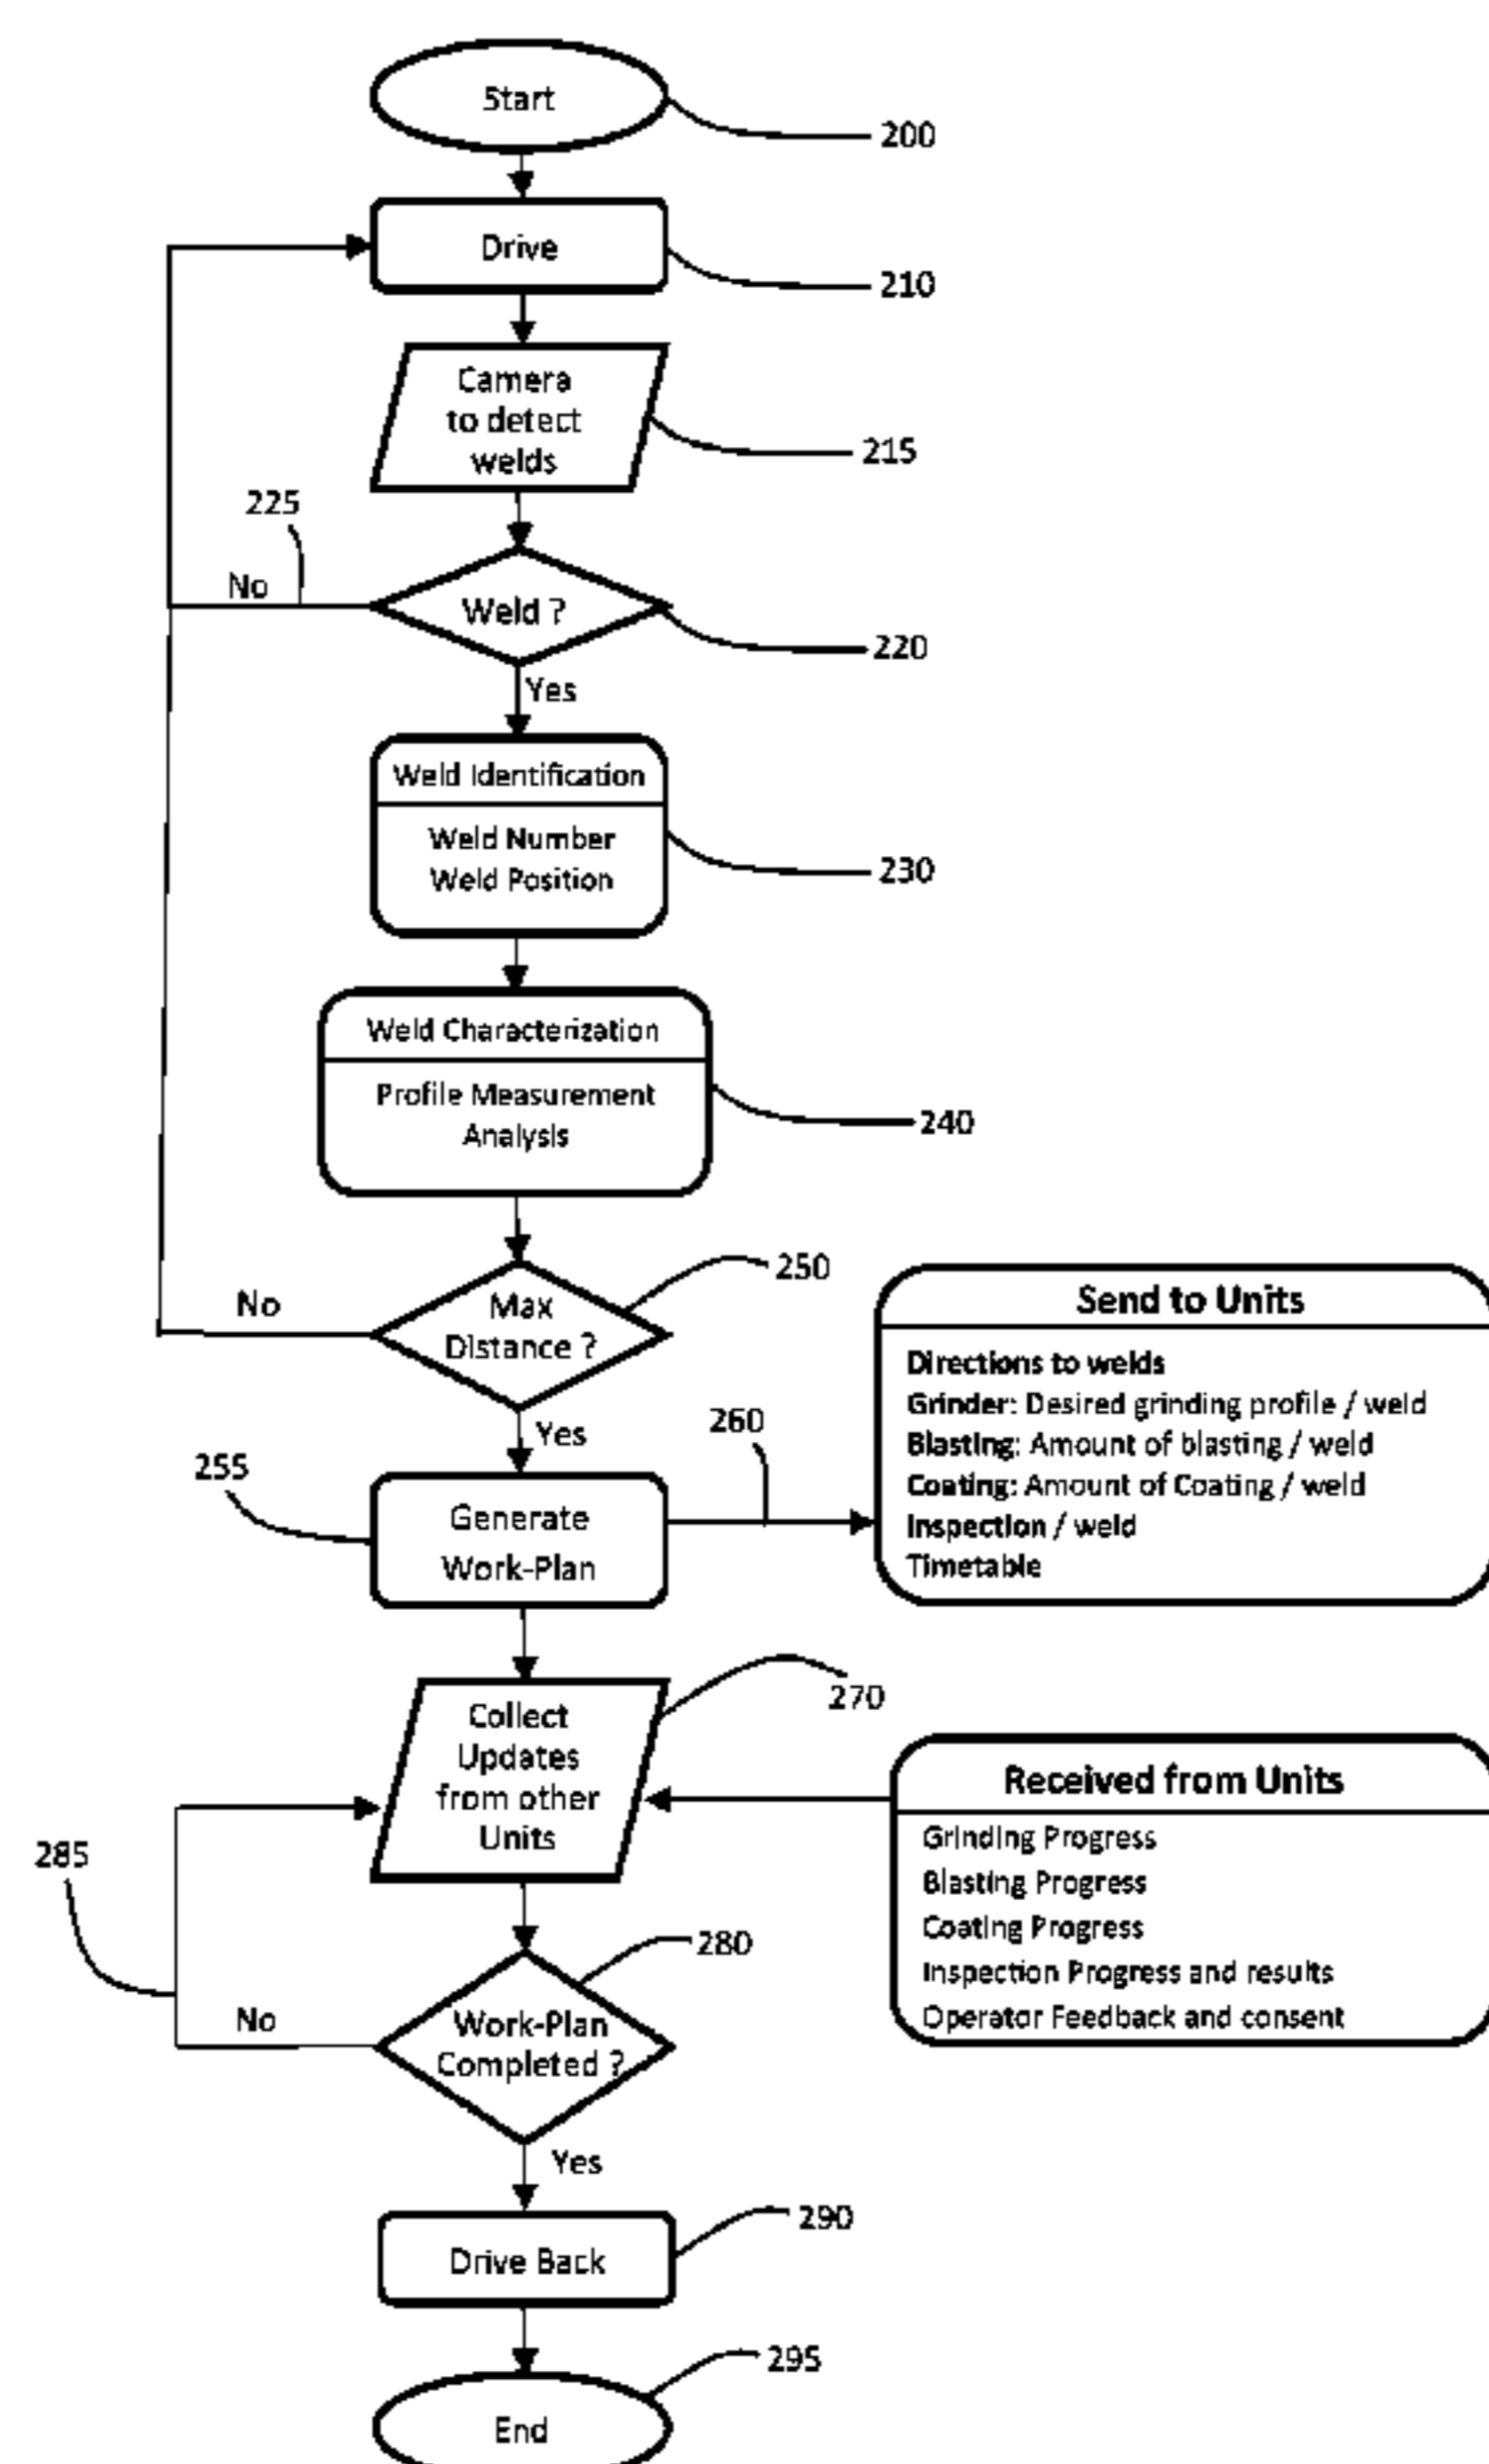 Start
200
Drive
210
Camera
to detect
welds
215
225
No
Weld ?
220
Yes
Weld Identification
Weld Number
Weld Position
230
Weld Characterization
Profile Measurement
Analysis
240
250
Max
Distance ?
No
Yes
255
Generate
Work-Plan
260
Send to Units
Directions to welds
Grinder: Desired grinding profile / weld
Blasting: Amount of blasting / weld
Coating: Amount of Coating / weld
Inspection / weld
Timetable
270
Collect
Updates
from other
Units
Received from Units
Grinding Progress
Blasting Progress
Coating Progress
Inspection Progress and results
Operator Feedback and consent
285
280
No
Work-Plan
Completed ?
Yes
290
Drive Back
295
End